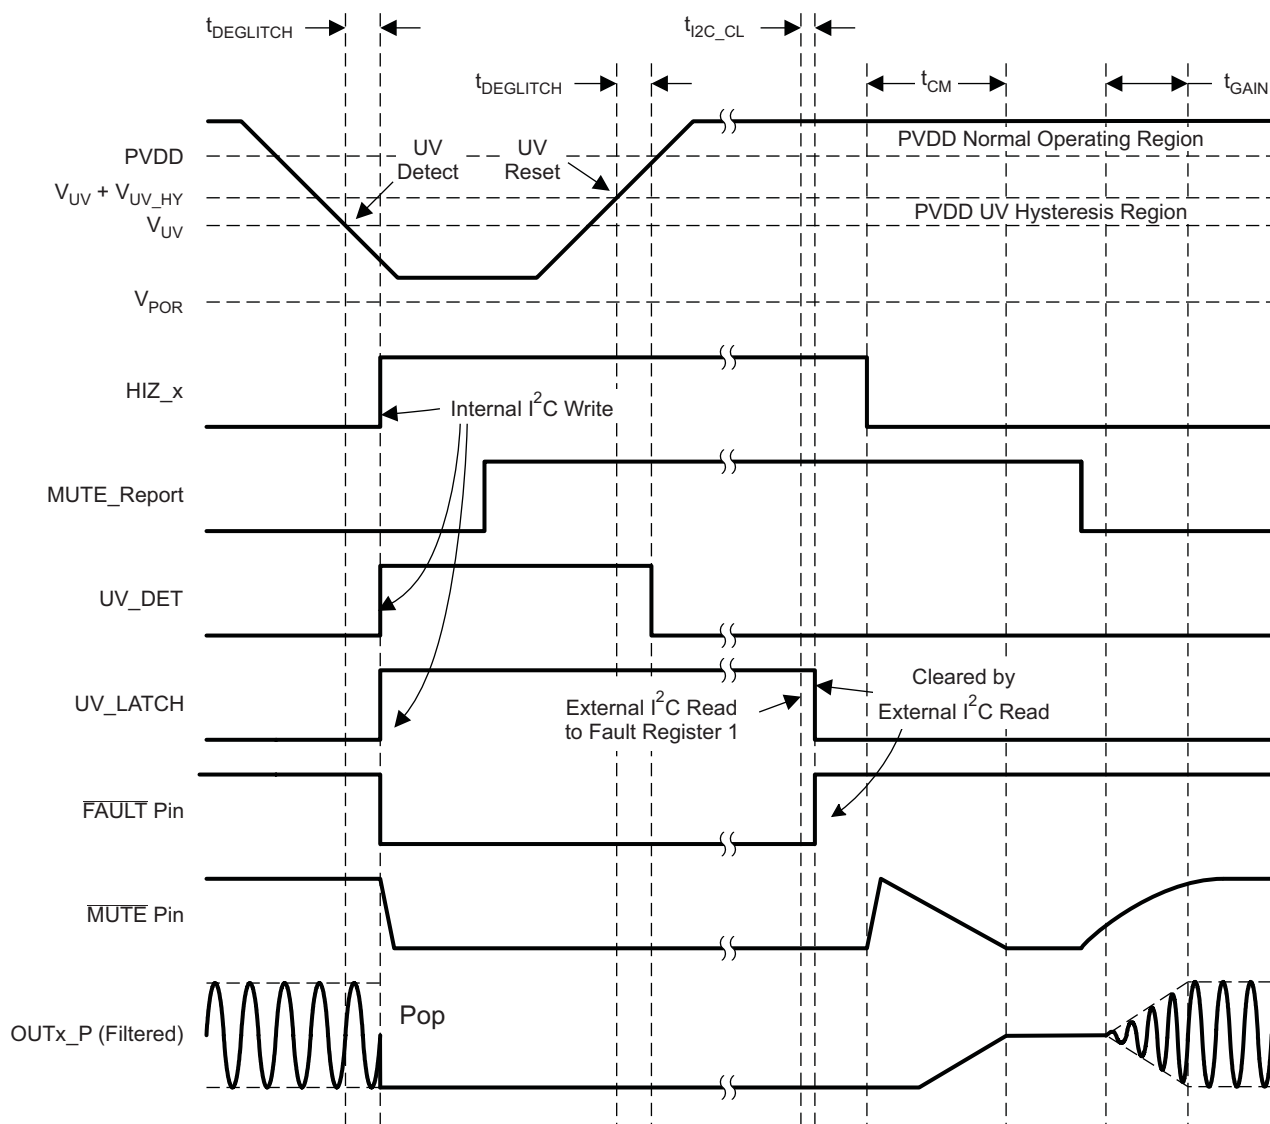 tDEGLITCH
tI2C_CL
tDEGLITCH
tCM
tGAIN
PVDD
UV
Detect
UV
Reset
PVDD Normal Operating Region
VUV + VUV_HY
VUV
PVDD UV Hysteresis Region
VPOR
HIZ_x
Internal I2C Write
MUTE_Report
UV_DET
UV_LATCH
External I2C Read
to Fault Register 1
Cleared by
External I2C Read
FAULT Pin
MUTE Pin
Pop
OUTx_P (Filtered)